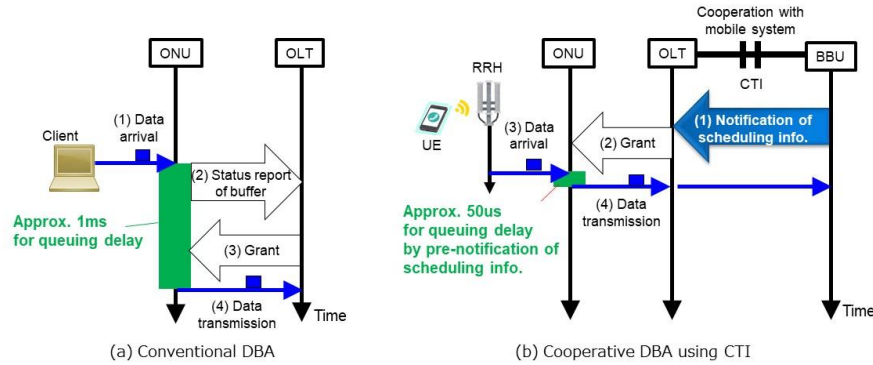 ONU
OLT
Client
(1) Data
arrival
(2) Status report
of buffer
Approx. 1ms
for queuing delay
(3) Grant
(4) Data
transmission
Time
(a) Conventional DBA
Cooperation with
mobile system
ONU
OLT
BBU
CTI
RRH
UE
(1) Notification of
scheduling info.
(2) Grant
(3) Data
arrival
(4) Data
transmission
Approx. 50us
for queuing delay
by pre-notification of
scheduling info.
Time
(b) Cooperative DBA using CTI